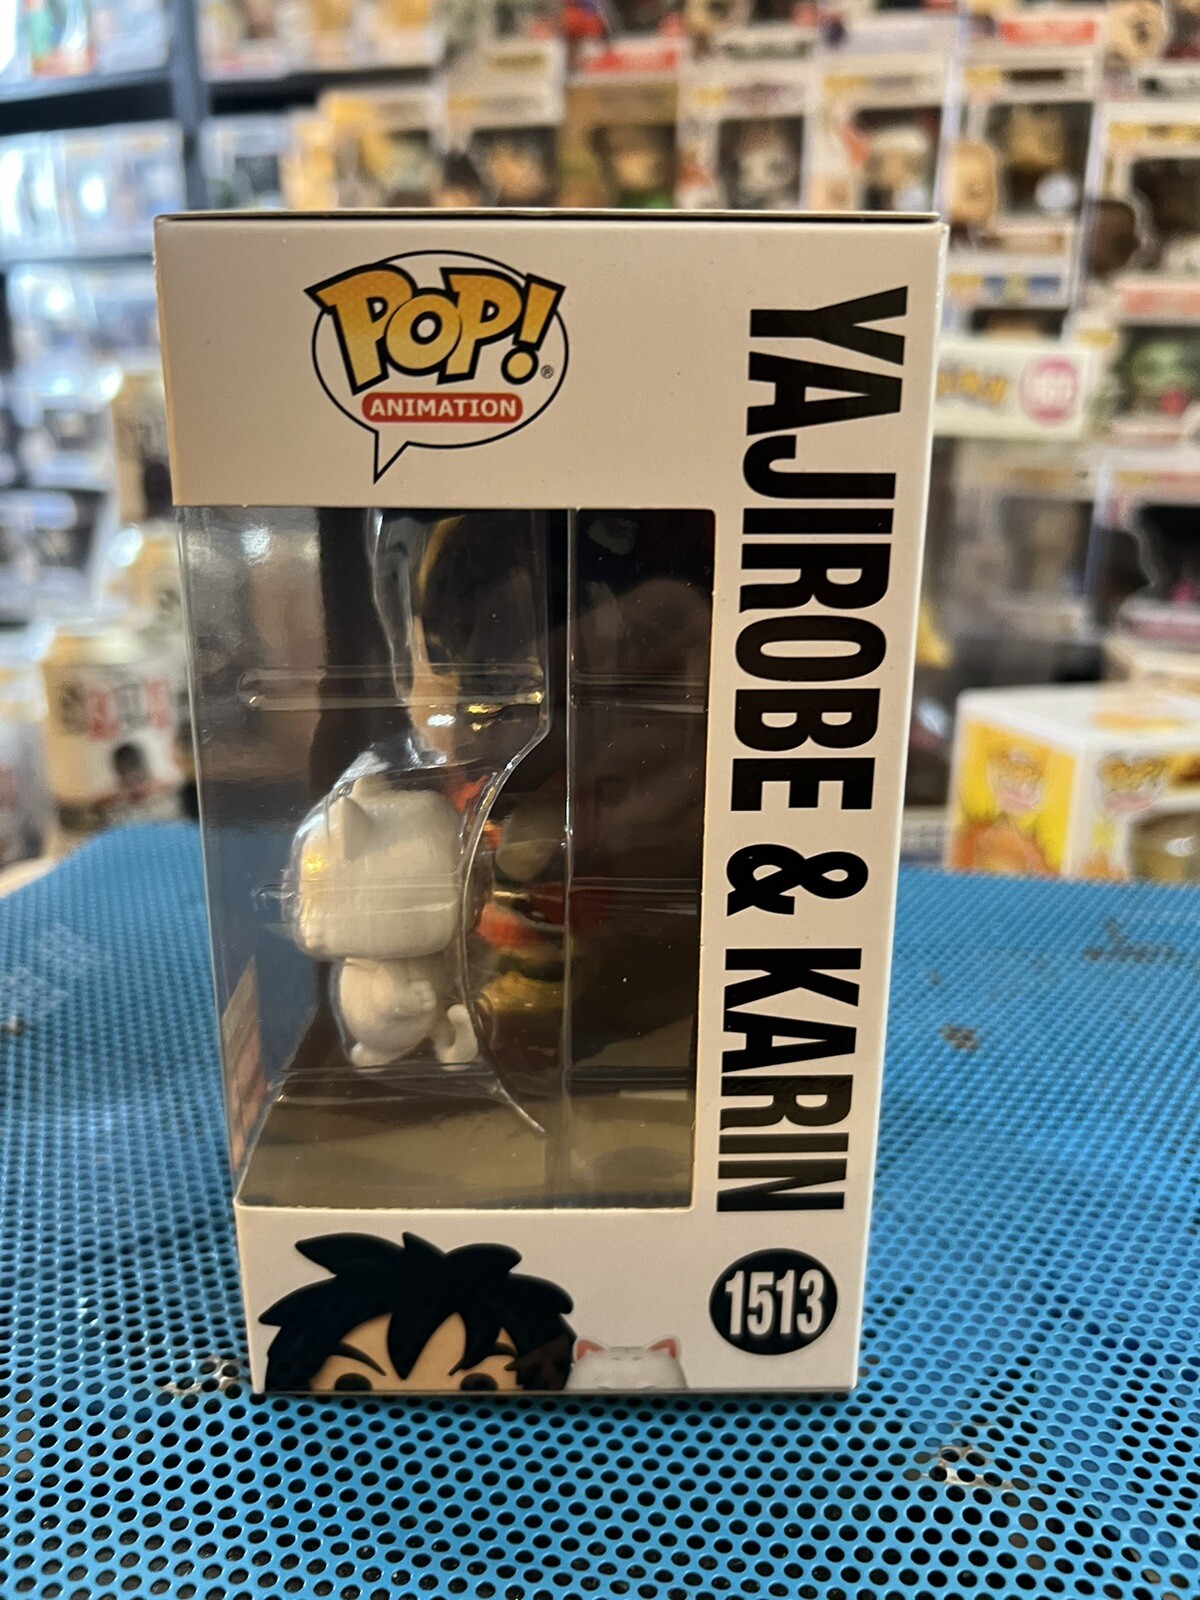 POP!
®
ANIMATION
YAJIROBE & KARIN
1513